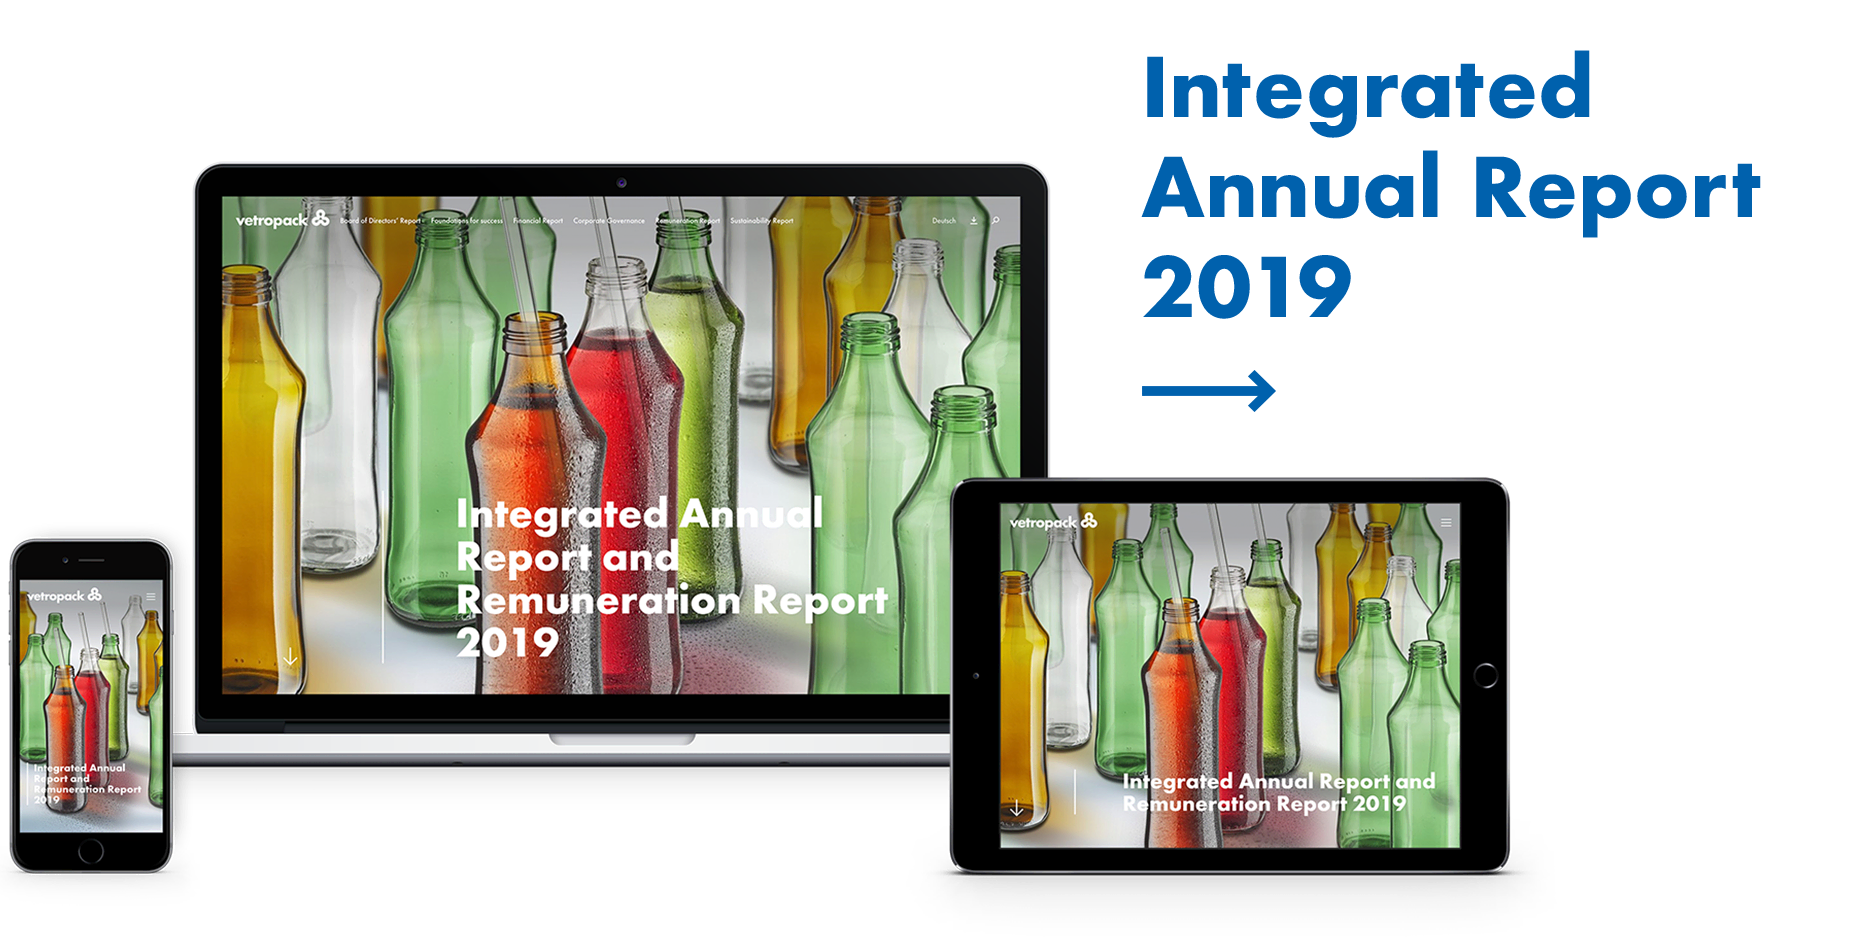 Integrated
Annual Report
2019
vetropack Board of Directors' Report Foundations for success Financial Report Corporate Governance Remuneration Report Sustainability Report Deutsch
Integrated Annual
Report and
Remuneration Report
2019
vetropack
Integrated Annual Report and
Remuneration Report 2019
vetropack
Integrated Annual
Report and
Remuneration Report
2019